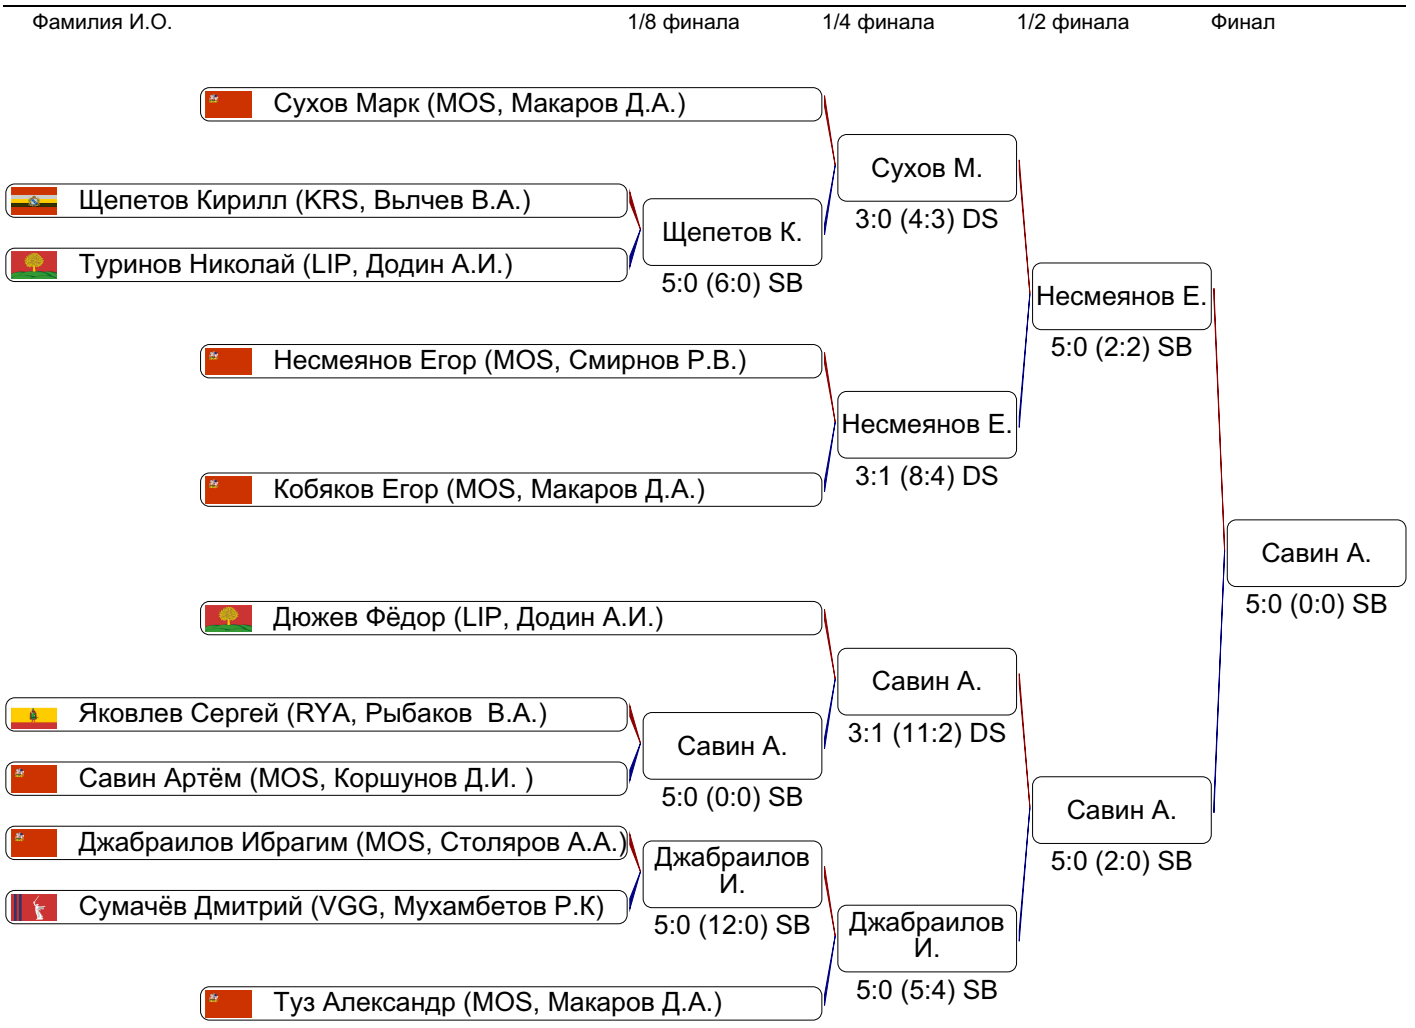 Фамилия И.О. 1/8 финала 1/4 финала 1/2 финала Финал
Сухов Марк (MOS, Макаров Д.А.)
Сухов М.
3:0 (4:3) DS
Щепетов Кирилл (KRS, Вьлчев В.А.)
Щепетов К.
5:0 (6:0) SB
Туринов Николай (LIP, Додин А.И.)
Несмеянов Е.
5:0 (2:2) SB
Несмеянов Егор (MOS, Смирнов Р.В.)
Несмеянов Е.
3:1 (8:4) DS
Кобяков Егор (MOS, Макаров Д.А.)
Савин А.
5:0 (0:0) SB
Дюжев Фёдор (LIP, Додин А.И.)
Савин А.
3:1 (11:2) DS
Яковлев Сергей (RYA, Рыбаков В.А.)
Савин А.
5:0 (0:0) SB
Савин Артём (MOS, Коршунов Д.И. )
Савин А.
5:0 (2:0) SB
Джабраилов Ибрагим (MOS, Столяров А.А.)
Джабраилов
И.
5:0 (12:0) SB
Сумачёв Дмитрий (VGG, Мухамбетов Р.К)
Джабраилов
И.
5:0 (5:4) SB
Туз Александр (MOS, Макаров Д.А.)